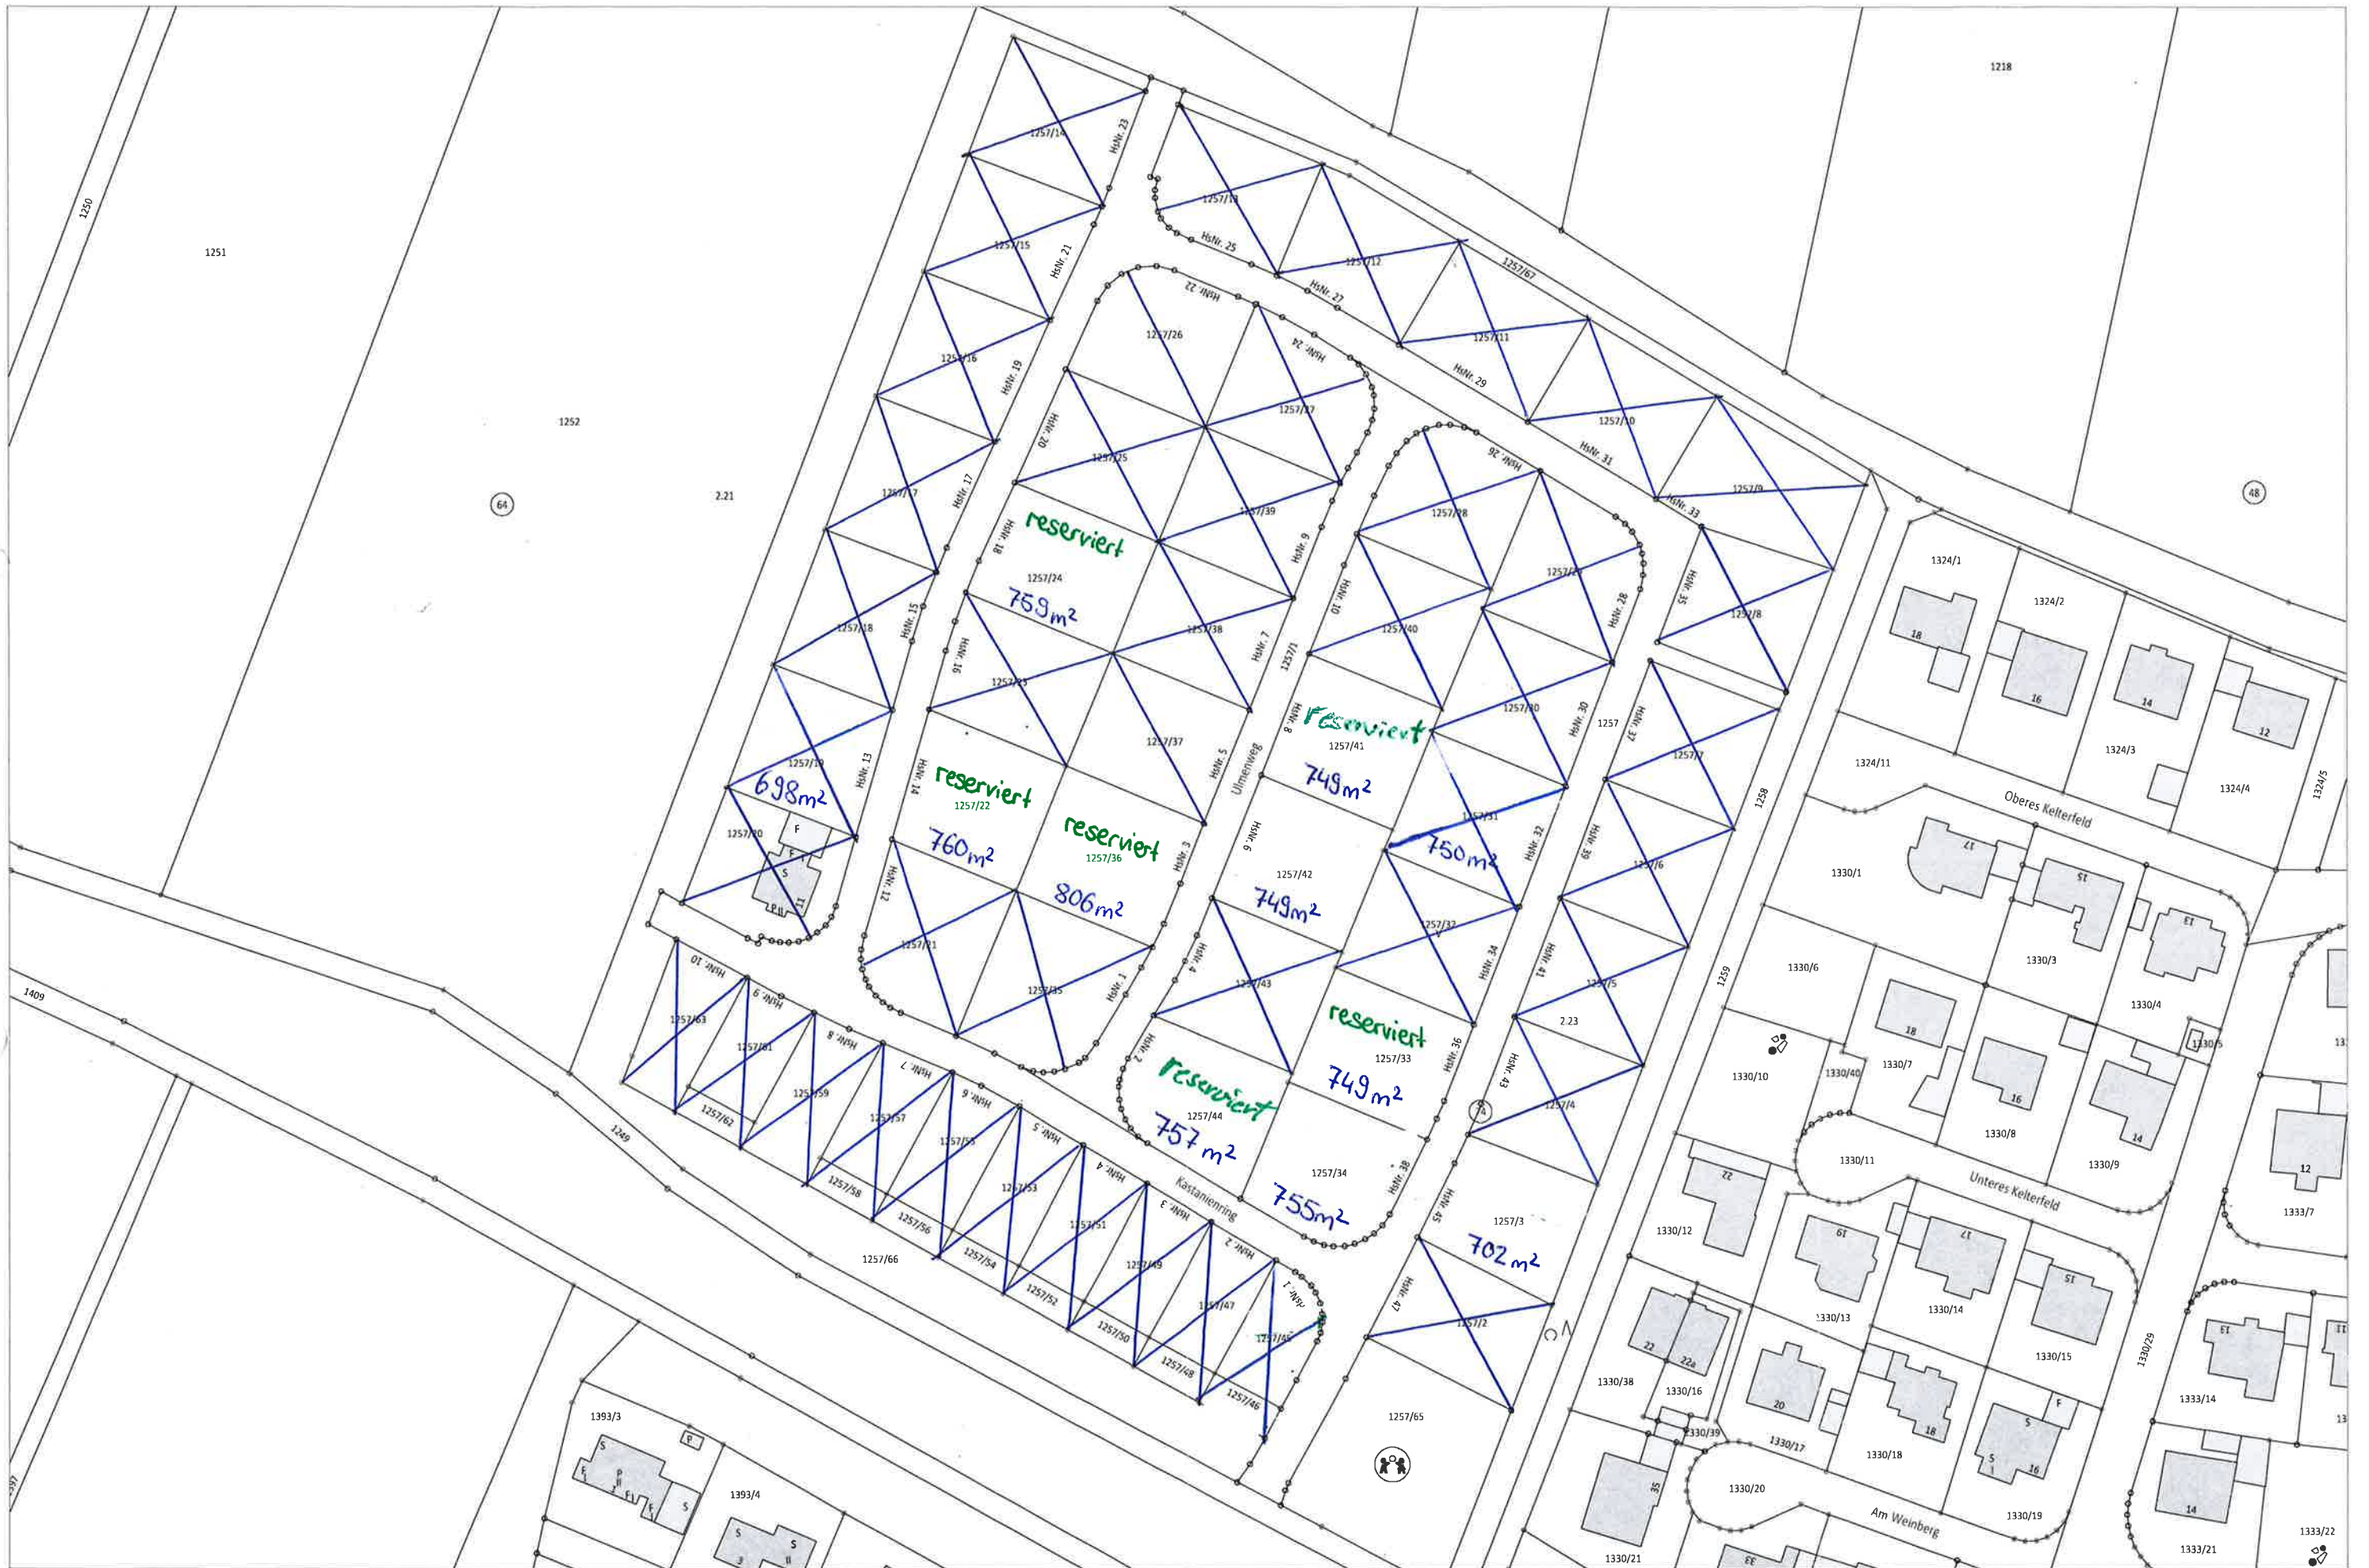 1218
1250
1251
1252
2.21
64
48
1257/14
HsNr. 23
1257/15
HsNr. 21
1257/16
HsNr. 19
1257/17
HsNr. 17
1257/18
HsNr. 15
1257/19
HsNr. 13
698m²
1257/20
F
F
S
P II
11
1257/13
HsNr. 25
1257/12
HsNr. 27
1257/67
1257/11
HsNr. 29
1257/10
HsNr. 31
1257/9
HsNr. 33
HsNr. 35
1257/8
HsNr. 22
1257/26
HsNr. 24
1257/27
HsNr. 20
1257/25
1257/39
HsNr. 9
HsNr. 18
reserviert
1257/24
759m²
1257/38
HsNr. 7
HsNr. 16
1257/23
1257/37
HsNr. 5
HsNr. 14
reserviert
1257/22
760m²
reserviert
1257/36
HsNr. 3
806m²
HsNr. 12
1257/21
1257/35
HsNr. 1
HsNr. 26
1257/28
HsNr. 10
1257/29
HsNr. 28
1257/40
1257/1
Ulmenweg
HsNr. 8
reserviert
1257/41
749m²
1257/30
HsNr. 30
1257
HsNr. 37
1257/7
HsNr. 6
1257/42
749m²
1257/31
750m²
HsNr. 32
HsNr. 39
1257/6
HsNr. 4
1257/43
1257/32
HsNr. 34
HsNr. 41
1257/5
2.23
HsNr. 2
reserviert
1257/44
757m²
reserviert
1257/33
749m²
HsNr. 36
HsNr. 43
1257/4
1257/34
755m²
HsNr. 38
HsNr. 45
1257/3
702m²
HsNr. 47
1257/2
1257/65
Kastanienring
HsNr. 10
1257/63
HsNr. 9
1257/61
1257/62
HsNr. 8
1257/59
HsNr. 7
1257/57
1257/58
HsNr. 6
1257/55
1257/56
HsNr. 5
1257/53
1257/54
HsNr. 4
1257/51
1257/52
HsNr. 3
1257/49
1257/50
HsNr. 2
1257/47
1257/48
HsNr. 1
1257/45
1257/46
1257/66
1409
1249
1258
1259
1324/1
18
1324/2
16
14
1324/3
12
1324/4
1324/5
1324/11
Oberes Kelterfeld
1330/1
17
15
1330/3
13
1330/4
1330/5
1330/6
18
1330/7
1330/10
1330/40
16
1330/8
14
1330/9
1330/11
Unteres Kelterfeld
12
1333/7
22
1330/12
19
17
1330/13
1330/14
15
1330/15
1330/29
13
11
1333/14
22
22a
1330/38
1330/16
1330/39
20
1330/17
18
1330/18
S
F
S
16
1330/19
35
1330/20
Am Weinberg
1330/21
33
14
1333/21
1333/22
1393/3
S
P
F
P
II
S
1393/4
S
S
II
3